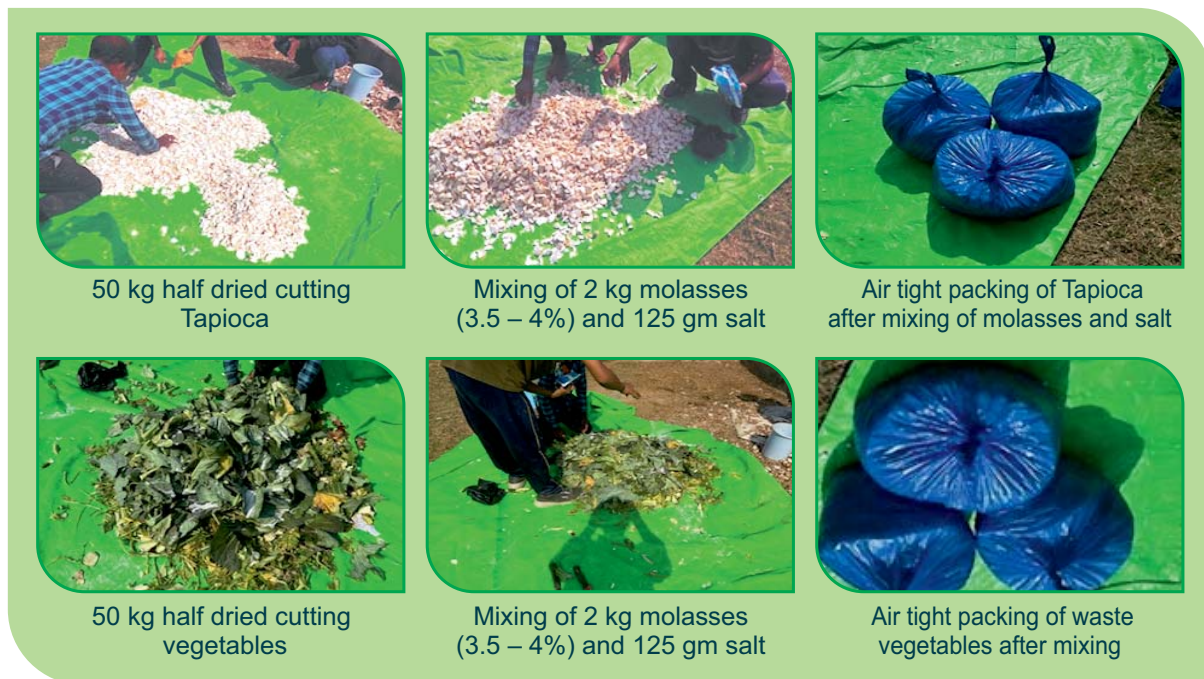 50 kg half dried cutting
Tapioca
Mixing of 2 kg molasses
(3.5 – 4%) and 125 gm salt
Air tight packing of Tapioca
after mixing of molasses and salt
50 kg half dried cutting
vegetables
Mixing of 2 kg molasses
(3.5 – 4%) and 125 gm salt
Air tight packing of waste
vegetables after mixing